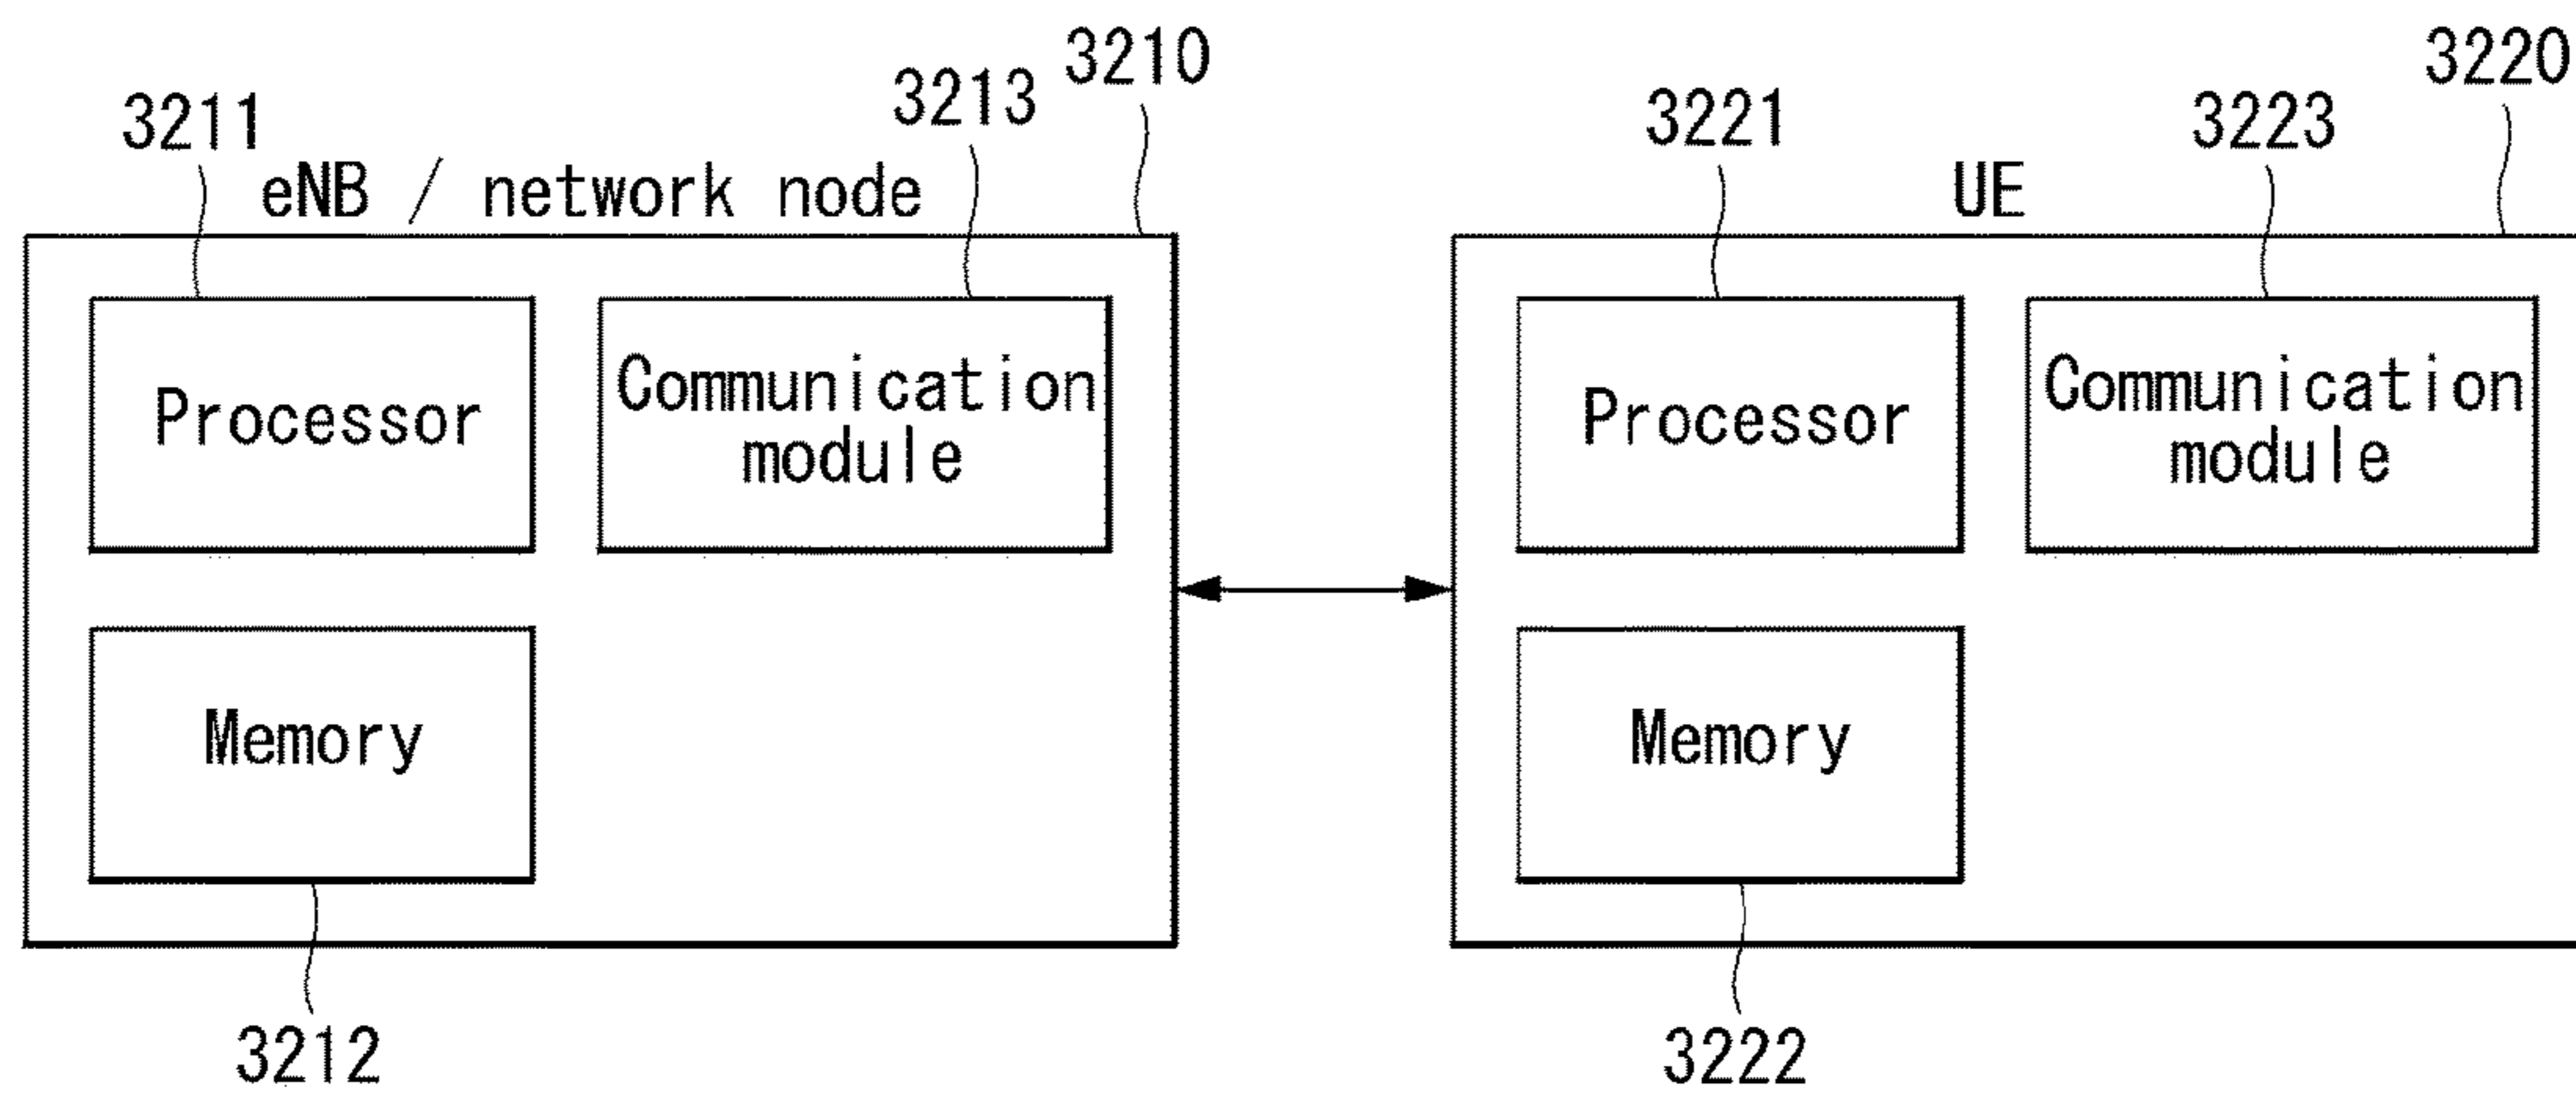 3211
3213
3210
3221
3223
3220
eNB / network node
UE
Processor
Communication
module
Processor
Communication
module
Memory
Memory
3212
3222